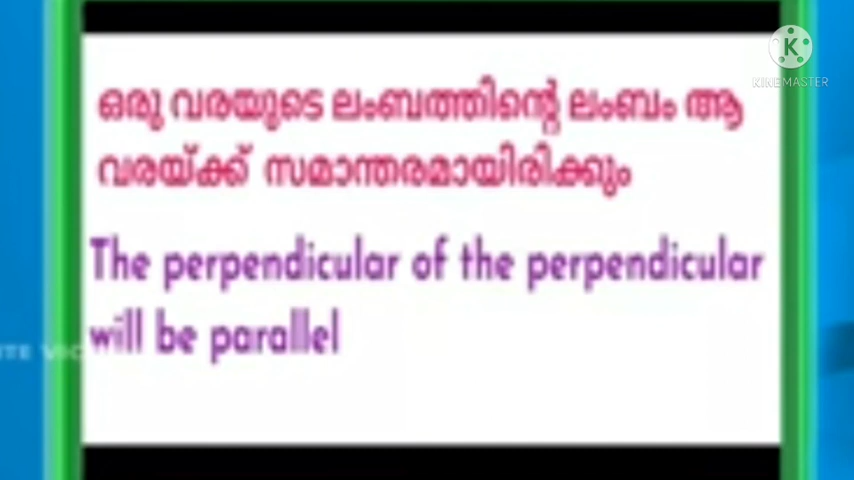 KINEMASTER
ഒരു വരയുടെ ലംബത്തിന്റെ ലംബം ആ
വരയ്ക്ക് സമാന്തരമായിരിക്കും
The perpendicular of the perpendicular
will be parallel